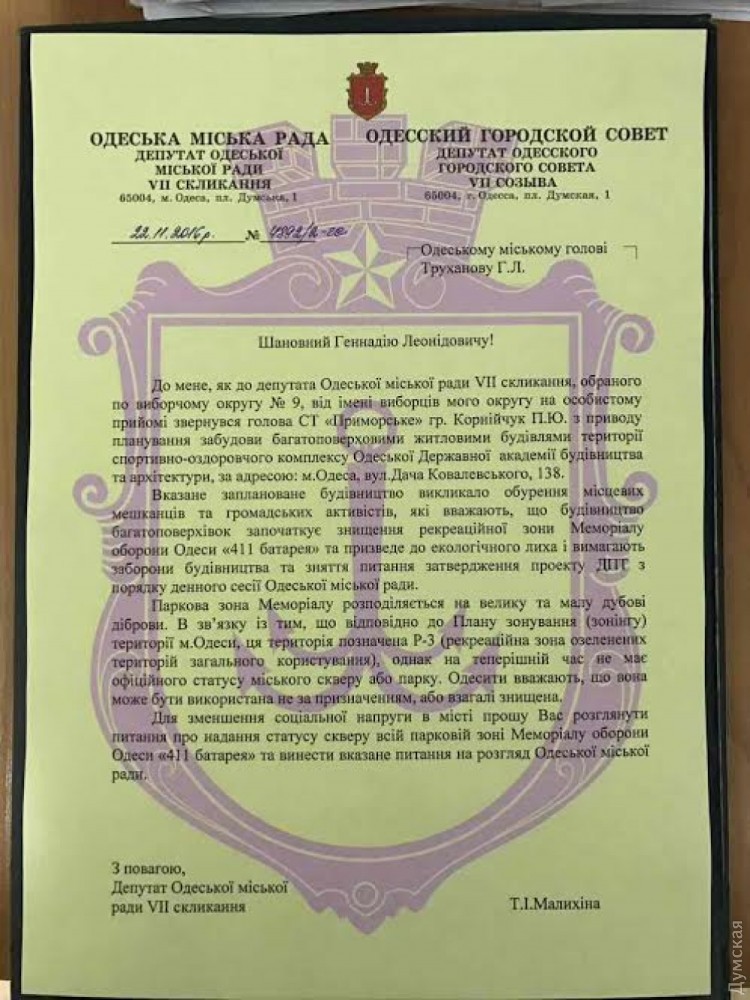 ОДЕСЬКА МІСЬКА РАДА
ДЕПУТАТ ОДЕСЬКОЇ
МІСЬКОЇ РАДИ
VII СКЛИКАННЯ
65004, м. Одеса, пл. Думська, 1
ОДЕССКИЙ ГОРОДСКОЙ СОВЕТ
ДЕПУТАТ ОДЕССКОГО
ГОРОДСКОГО СОВЕТА
VII СОЗЫВА
65004, г. Одесса, пл. Думская, 1
22.11.2016р. №
Одеському міському голові
Труханову Г.Л.
Шановний Геннадію Леонідовичу!
До мене, як до депутата Одеської міської ради VII скликання, обраного
по виборчому округу № 9, від імені виборців мого округу на особистому
прийомі звернувся голова СТ «Приморське» гр. Корнійчук П.Ю. з приводу
планування забудови багатоповерховими житловими будівлями території
спортивно-оздоровчого комплексу Одеської Державної академії будівництва
та архітектури, за адресою: м.Одеса, вул.Дача Ковалевського, 138.
Вказане заплановане будівництво викликало обурення місцевих
мешканців та громадських активістів, які вважають, що будівництво
багатоповерхівок започаткує знищення рекреаційної зони Меморіалу
оборони Одеси «411 батарея» та призведе до екологічного лиха і вимагають
заборони будівництва та зняття питання затвердження проекту ДПТ з
порядку денного сесії Одеської міської ради.
Паркова зона Меморіалу розподіляється на велику та малу дубові
діброви. В зв'язку із тим, що відповідно до Плану зонування (зонінгу)
території м.Одеси, ця територія позначена Р-3 (рекреаційна зона озеленених
територій загального користування), однак на теперішній час не має
офіційного статусу міського скверу або парку. Одесити вважають, що вона
може бути використана не за призначенням, або взагалі знищена.
Для зменшення соціальної напруги в місті прошу Вас розглянути
питання про надання статусу скверу всій парковій зоні Меморіалу оборони
Одеси «411 батарея» та винести вказане питання на розгляд Одеської міської
ради.
З повагою,
Депутат Одеської міської
ради VII скликання
Т.І.Малихіна
Думская